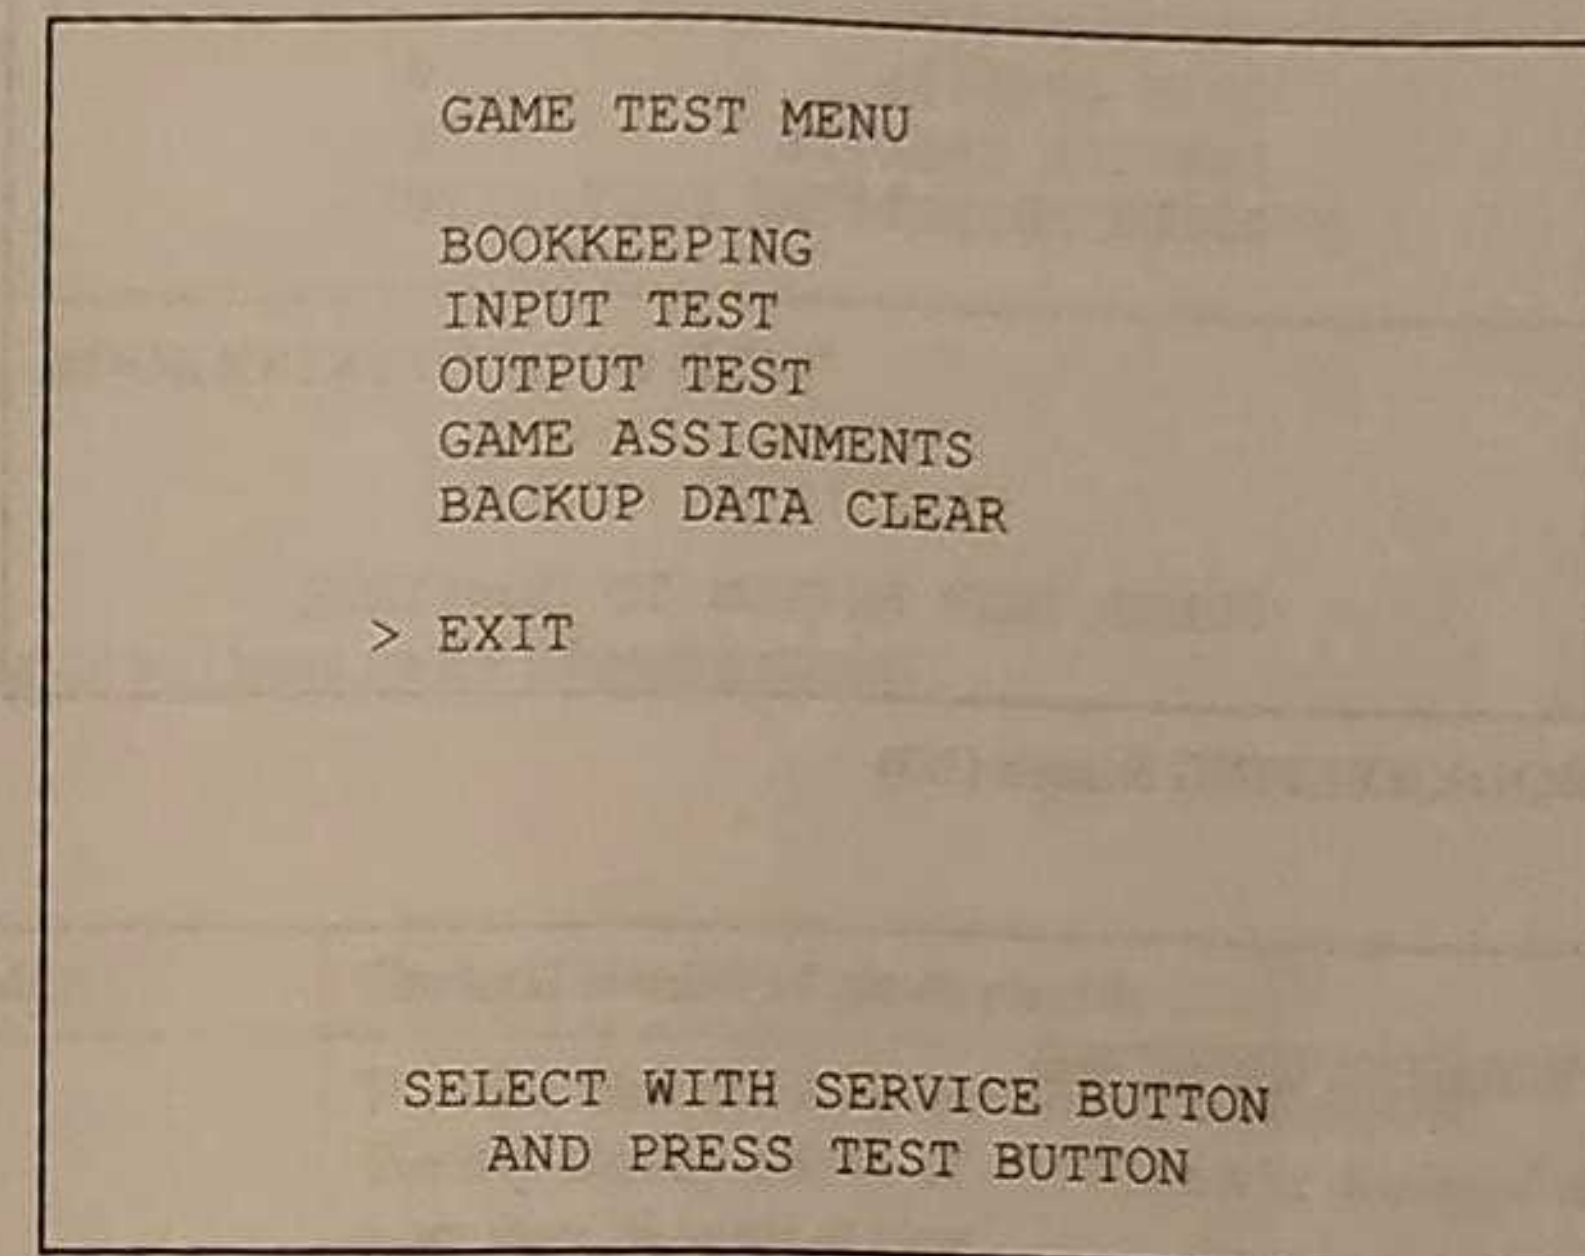 GAME TEST MENU
BOOKKEEPING
INPUT TEST
OUTPUT TEST
GAME ASSIGNMENTS
BACKUP DATA CLEAR
> EXIT
SELECT WITH SERVICE BUTTON
AND PRESS TEST BUTTON